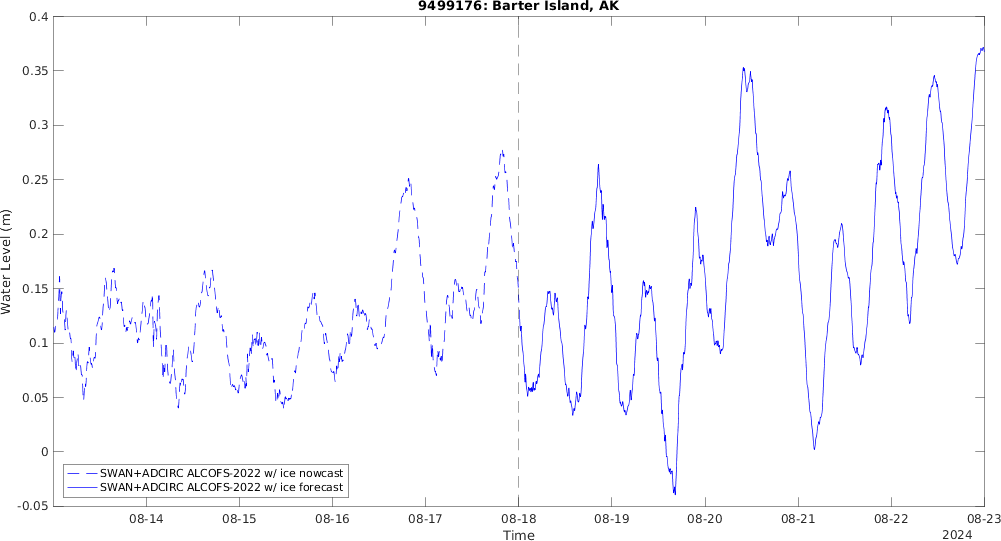 9499176: Barter Island, AK
Water Level (m)
0.4
0.35
0.3
0.25
0.2
0.15
0.1
0.05
0
-0.05
SWAN+ADCIRC ALCOFS-2022 w/ ice nowcast
SWAN+ADCIRC ALCOFS-2022 w/ ice forecast
08-14 08-15 08-16 08-17 08-18 08-19 08-20 08-21 08-22 08-23
Time
2024